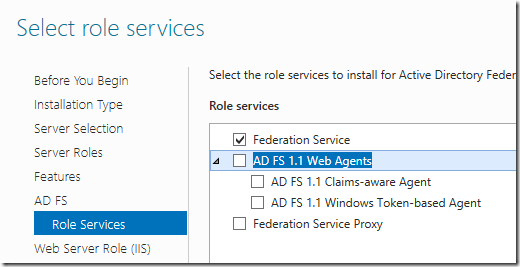 Select role services
Before You Begin
Installation Type
Server Selection
Server Roles
Features
AD FS
Role Services
Web Server Role (IIS)
Select the role services to install for Active Directory Feder
Role services
Federation Service
AD FS 1.1 Web Agents
AD FS 1.1 Claims-aware Agent
AD FS 1.1 Windows Token-based Agent
Federation Service Proxy